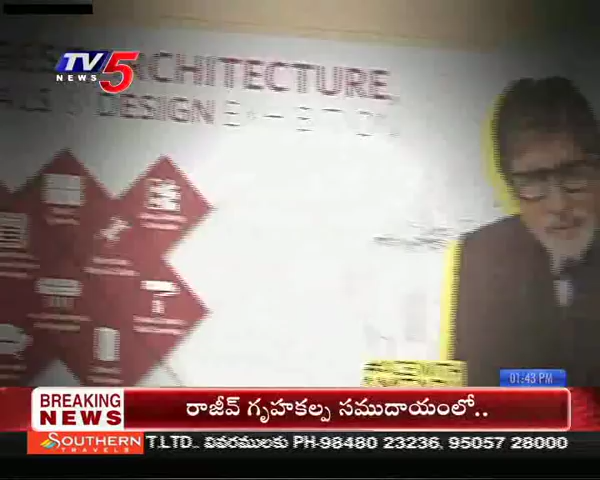 TV5
NEWS
ARCHITECTURE,
& DESIGN
01:43 PM
BREAKING
NEWS
రాజీవ్ గృహకల్ప సముదాయంలో..
SOUTHERN
TRAVELS
T.LTD.. వివరములకు PH-98480 23236, 95057 28000